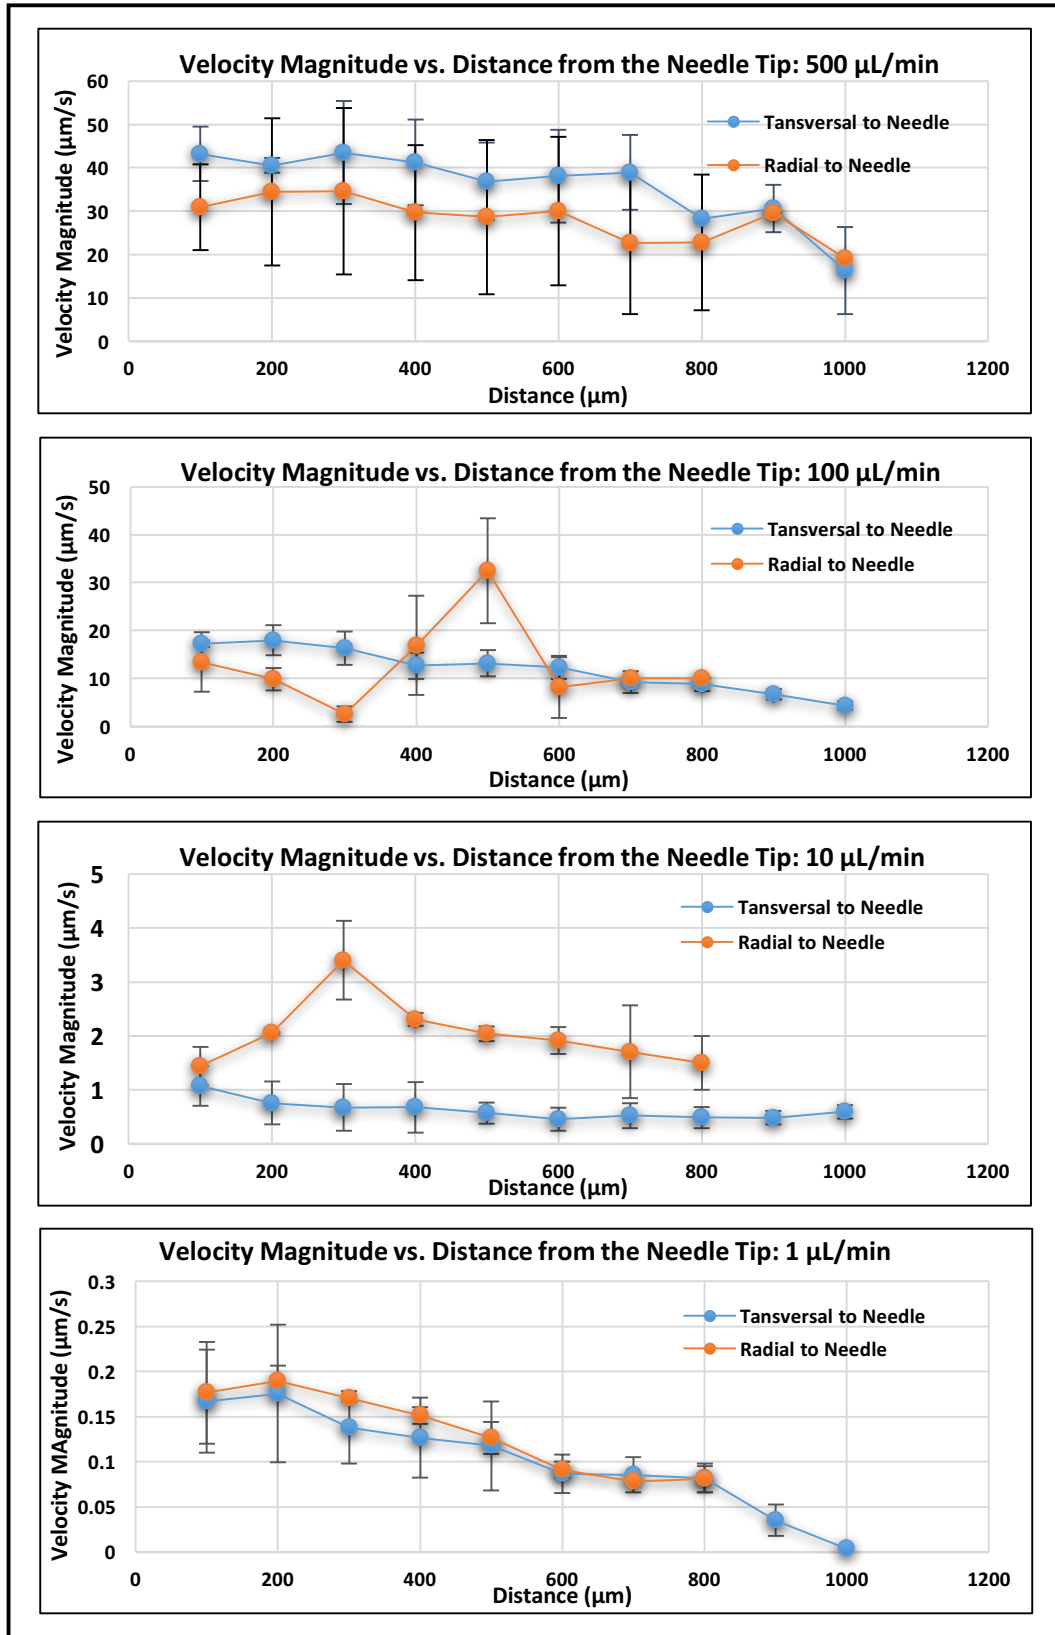 Velocity Magnitude vs. Distance from the Needle Tip: 500 µL/min
Velocity Magnitude (µm/s)
60
50
40
30
20
10
0
Tansversal to Needle
Radial to Needle
0 200 400 600 800 1000 1200
Distance (µm)
Velocity Magnitude vs. Distance from the Needle Tip: 100 µL/min
Velocity Magnitude (µm/s)
50
40
30
20
10
0
Tansversal to Needle
Radial to Needle
0 200 400 600 800 1000 1200
Distance (µm)
Velocity Magnitude vs. Distance from the Needle Tip: 10 µL/min
Velocity Magnitude (µm/s)
5
4
3
2
1
0
Tansversal to Needle
Radial to Needle
0 200 400 600 800 1000 1200
Distance (µm)
Velocity Magnitude vs. Distance from the Needle Tip: 1 µL/min
Velocity MAgnitude (µm/s)
0.3
0.25
0.2
0.15
0.1
0.05
0
Tansversal to Needle
Radial to Needle
0 200 400 600 800 1000 1200
Distance (µm)